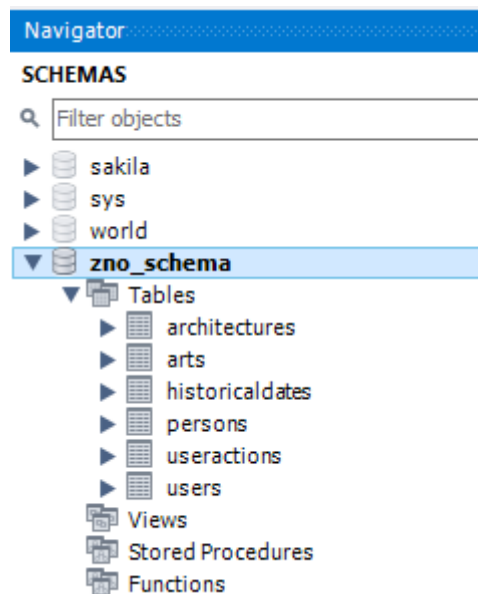 Navigator
SCHEMAS
Filter objects
sakila
sys
world
zno_schema
Tables
architectures
arts
historicaldates
persons
useractions
users
Views
Stored Procedures
Functions